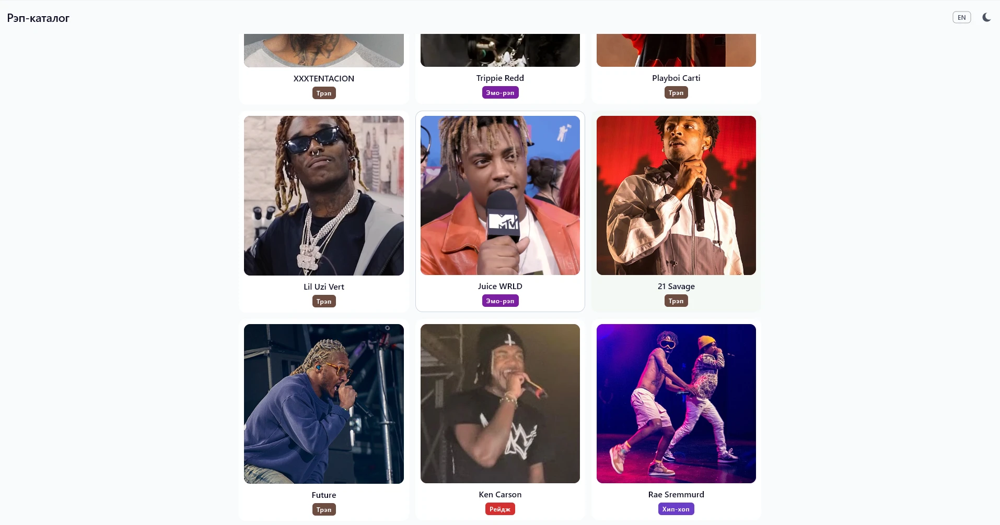 Рэп-каталог
EN
XXXTENTACION
Трэп
Trippie Redd
Эмо-рэп
Playboi Carti
Трэп
MTV
Lil Uzi Vert
Трэп
Juice WRLD
Эмо-рэп
21 Savage
Трэп
Future
Трэп
Ken Carson
Рейдж
Rae Sremmurd
Хип-хоп